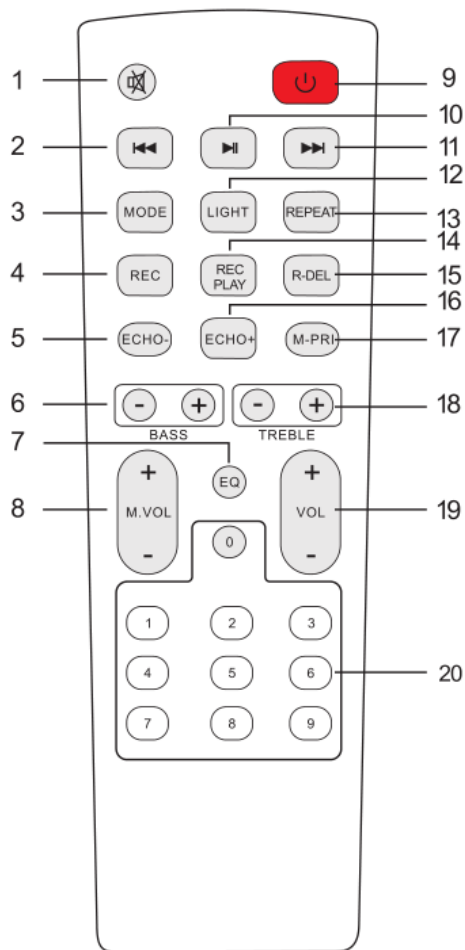 1
9
10
2
11
12
3 MODE LIGHT REPEAT
13
14
4 REC REC PLAY R-DEL
15
16
5 ECHO- ECHO+ M-PRI
17
6 - + - + 18
BASS TREBLE
7
EQ
+ +
8 M.VOL VOL 19
- -
0
1 2 3
4 5 6 20
7 8 9